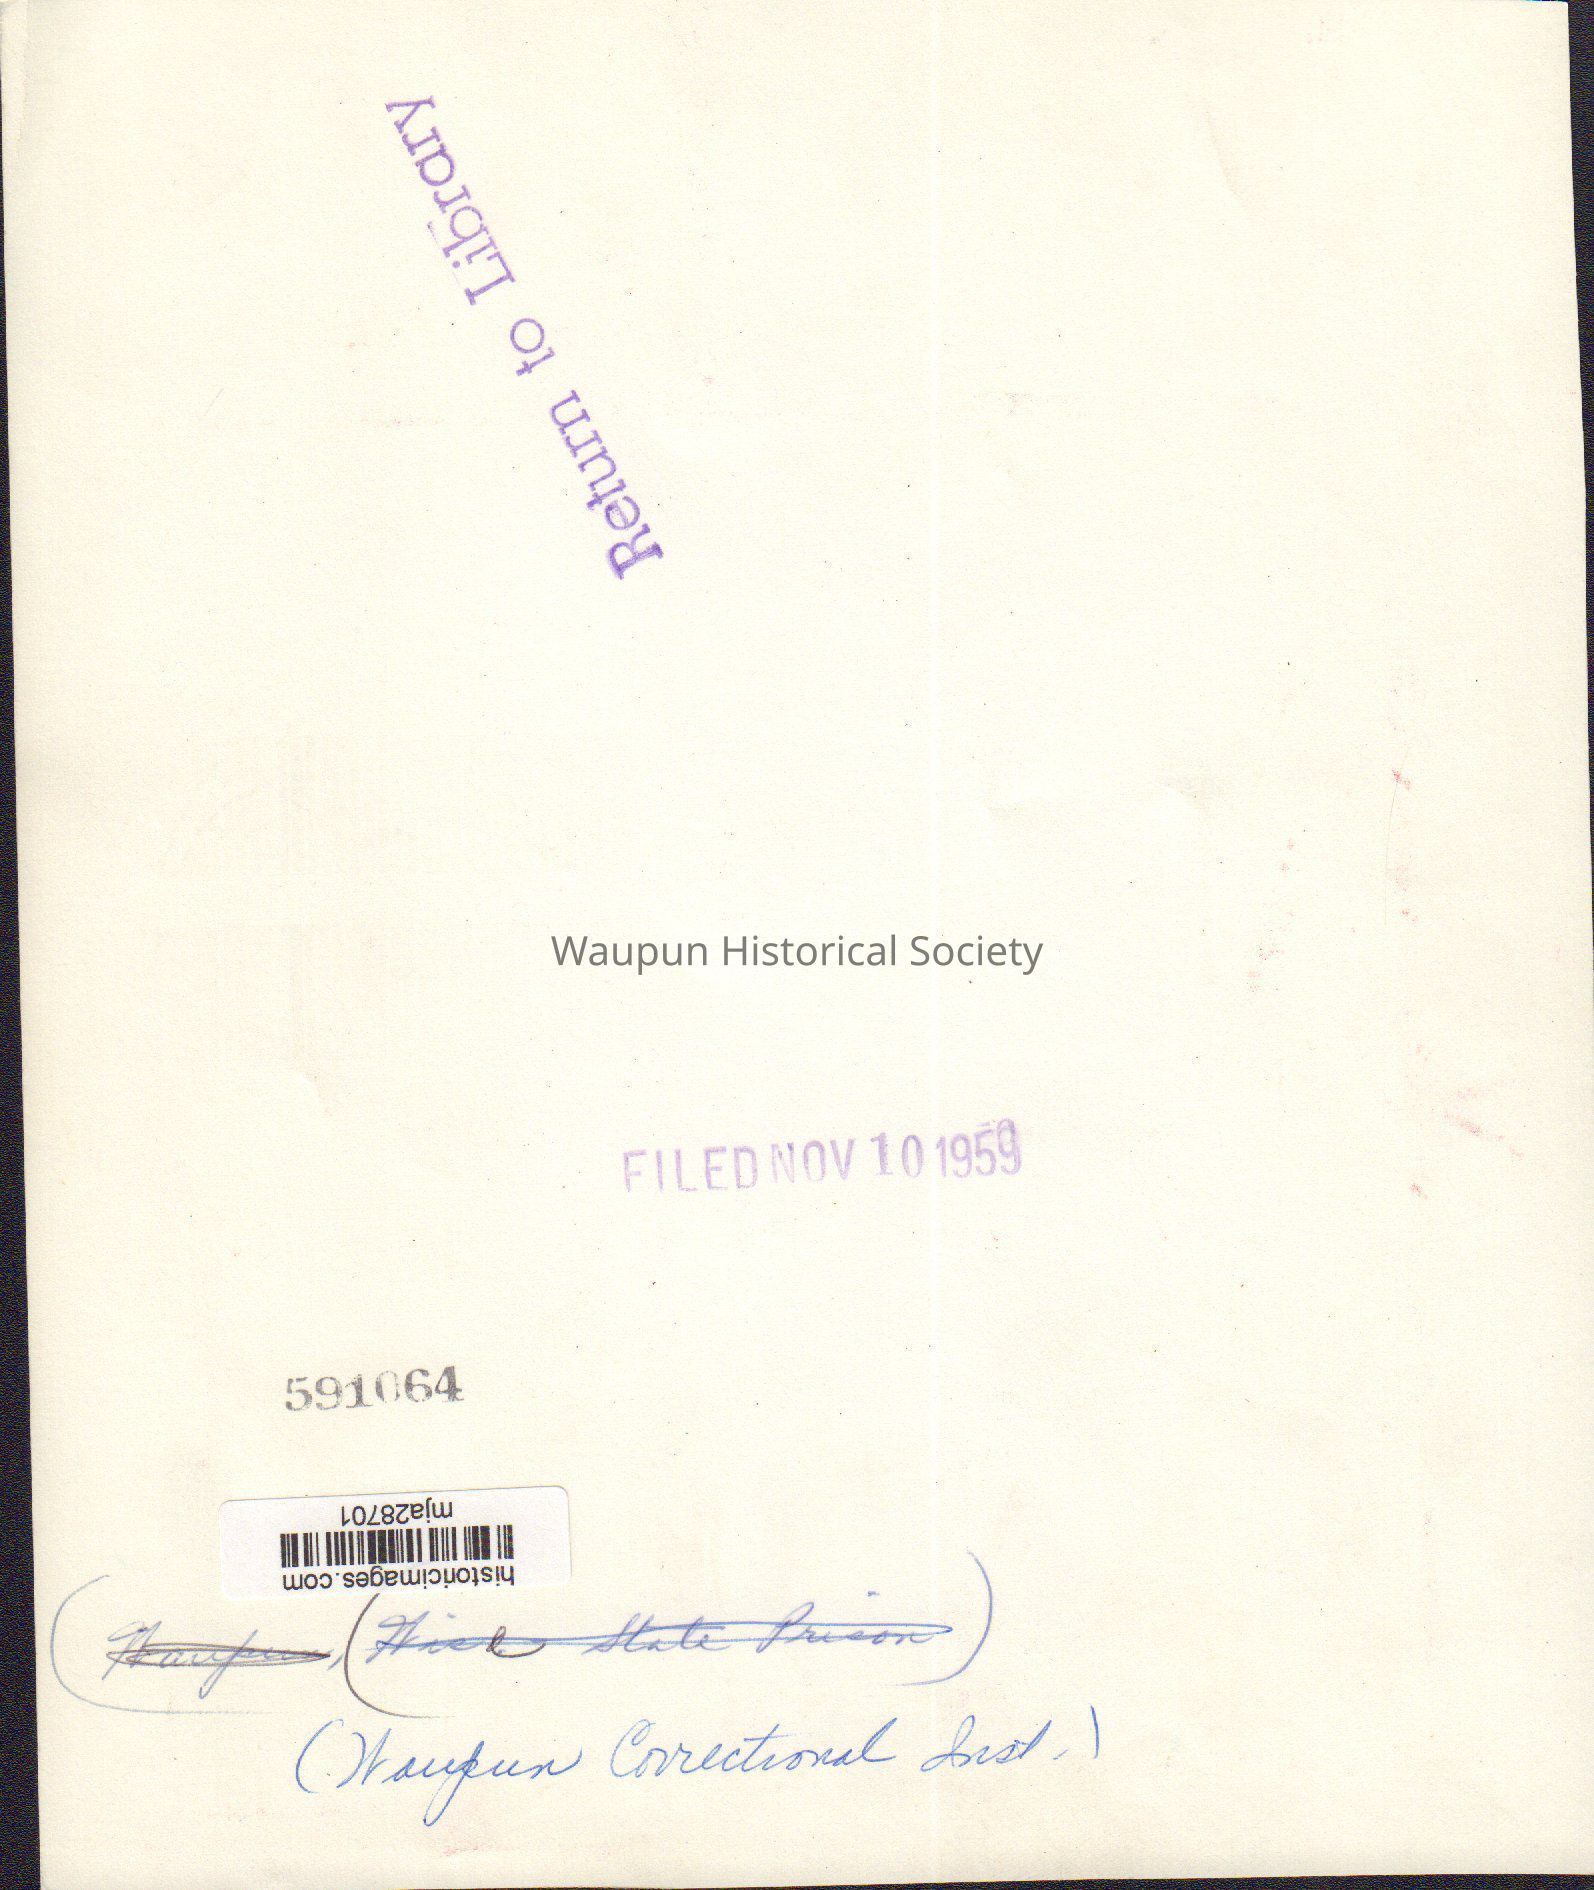 Return to Library
Waupun Historical Society
FILED NOV 10 1959
591064
mja28701
historicimages.com
(Waupun, (Wisc State Prison)
(Waupun Correctional Inst.)